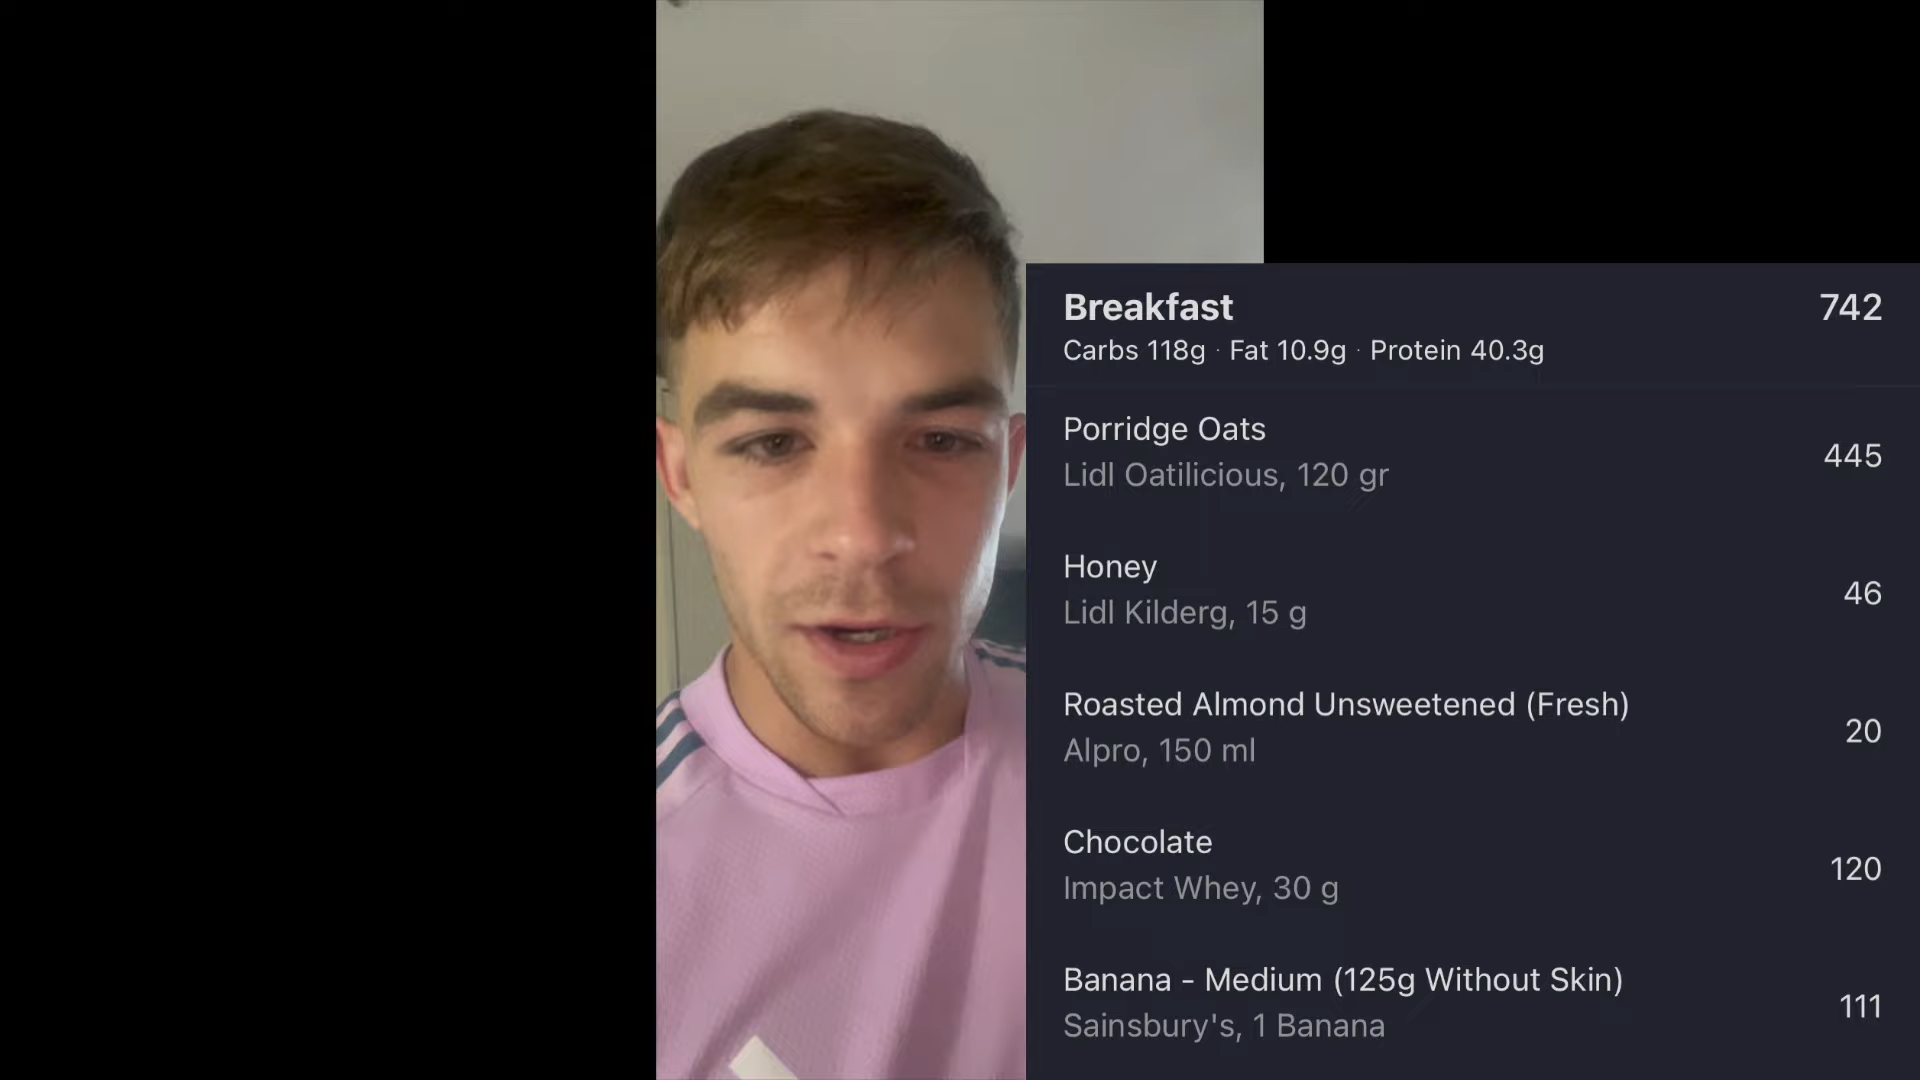 Breakfast 742
Carbs 118g · Fat 10.9g · Protein 40.3g
Porridge Oats
Lidl Oatilicious, 120 gr
445
Honey
Lidl Kilderg, 15 g
46
Roasted Almond Unsweetened (Fresh)
Alpro, 150 ml
20
Chocolate
Impact Whey, 30 g
120
Banana - Medium (125g Without Skin)
Sainsbury's, 1 Banana
111